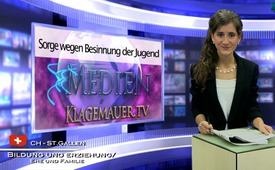 Sorge wegen Besinnung der Jugend
MEDIEN
KLAGEMAUER.TV
CH - ST.GALLEN
BILDUNG UND ERZIEHUNG/
EHE UND FAMILIE